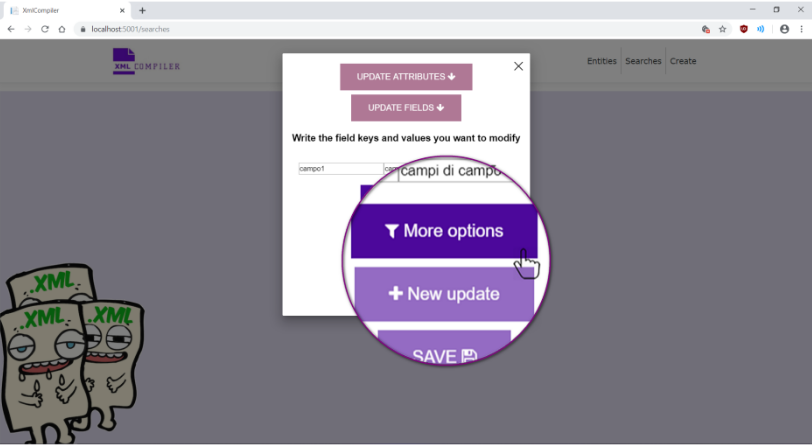 XmlCompiler
localhost:5001/searches
XML COMPILER
Entities Searches Create
UPDATE ATTRIBUTES
UPDATE FIELDS
Write the field keys and values you want to modify
campo1
campi di campo
More options
New update
SAVE
.XML
.XML
.XML